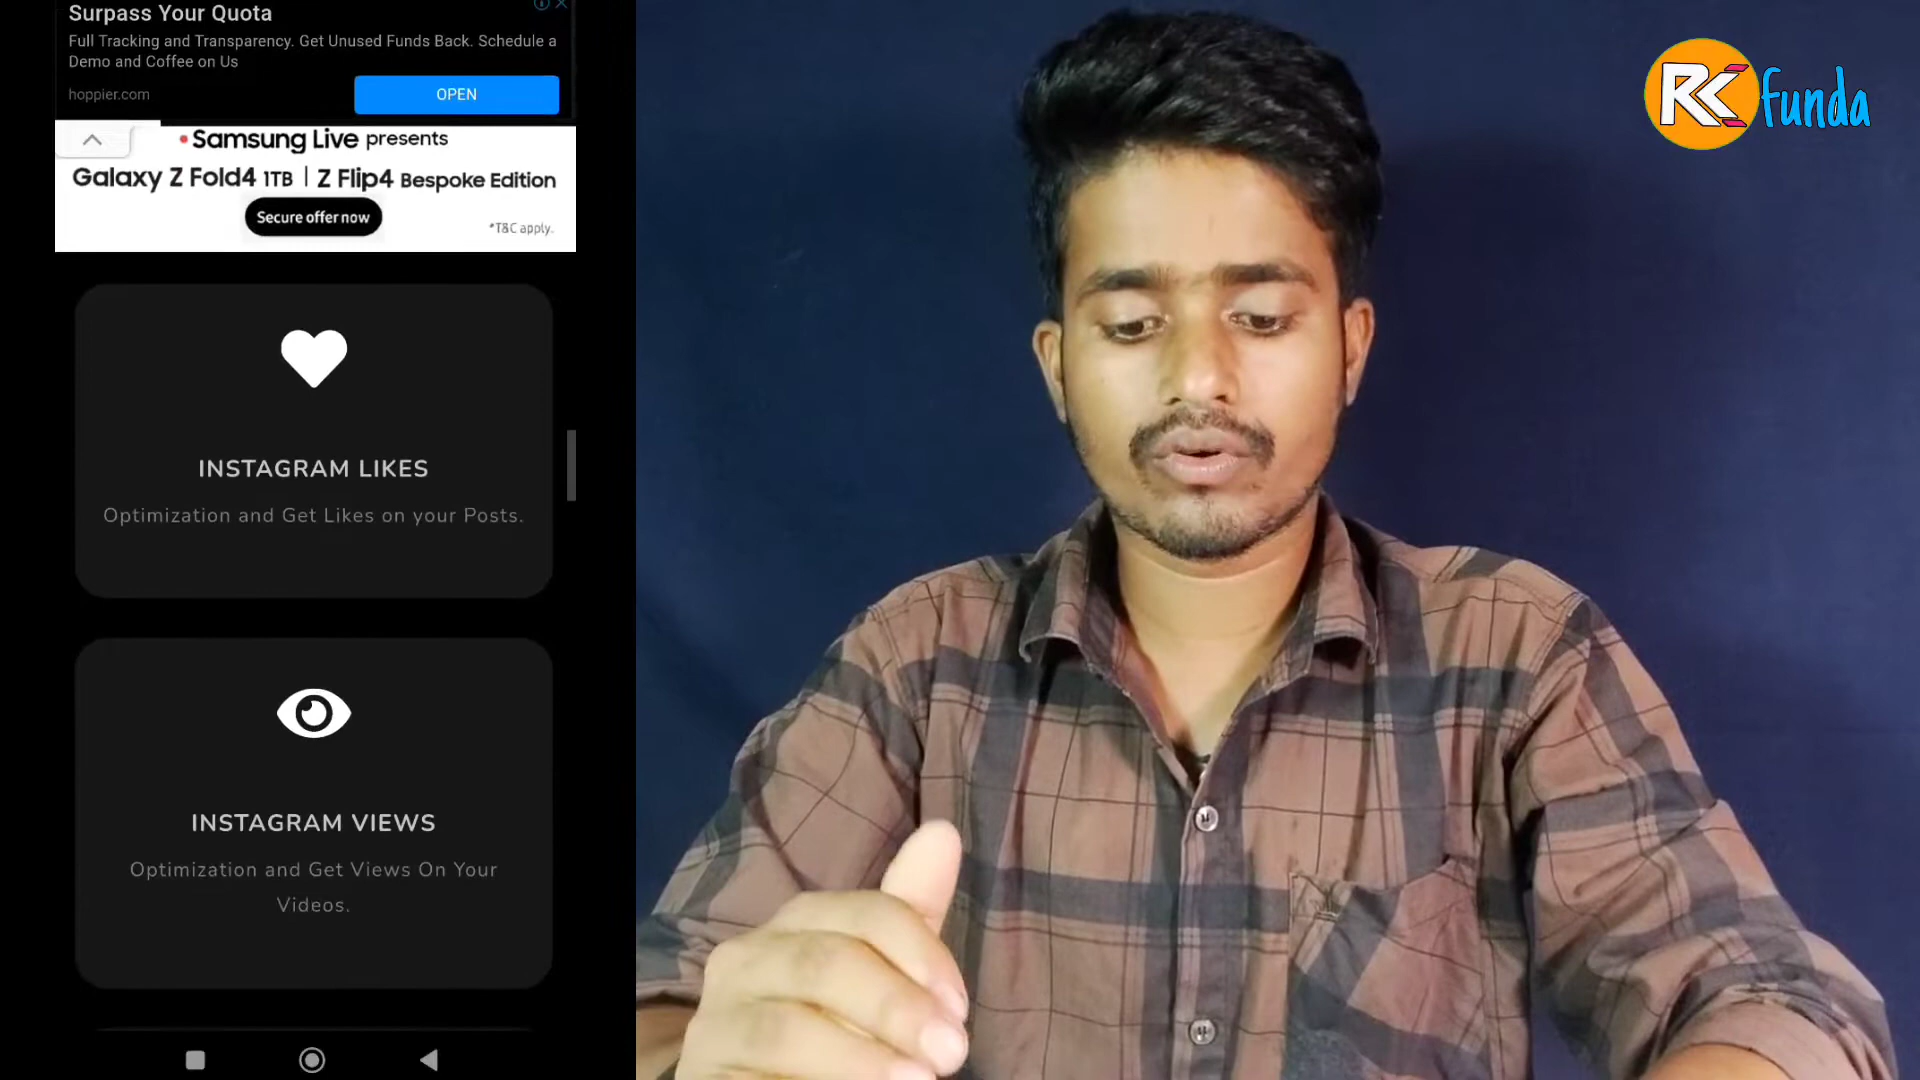 Surpass Your Quota
Full Tracking and Transparency. Get Unused Funds Back. Schedule a
Demo and Coffee on Us
hoppier.com
OPEN
Samsung Live presents
Galaxy Z Fold4 1TB | Z Flip4 Bespoke Edition
Secure offer now
*T&C apply.
INSTAGRAM LIKES
Optimization and Get Likes on your Posts.
INSTAGRAM VIEWS
Optimization and Get Views On Your
Videos.
RK funda